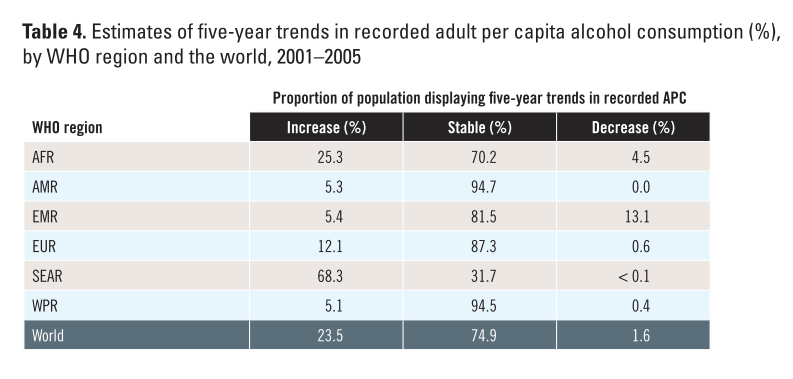 Table 4. Estimates of five-year trends in recorded adult per capita alcohol consumption (%),
by WHO region and the world, 2001–2005
Proportion of population displaying five-year trends in recorded APC
WHO region Increase (%) Stable (%) Decrease (%)
AFR 25.3 70.2 4.5
AMR 5.3 94.7 0.0
EMR 5.4 81.5 13.1
EUR 12.1 87.3 0.6
SEAR 68.3 31.7 < 0.1
WPR 5.1 94.5 0.4
World 23.5 74.9 1.6